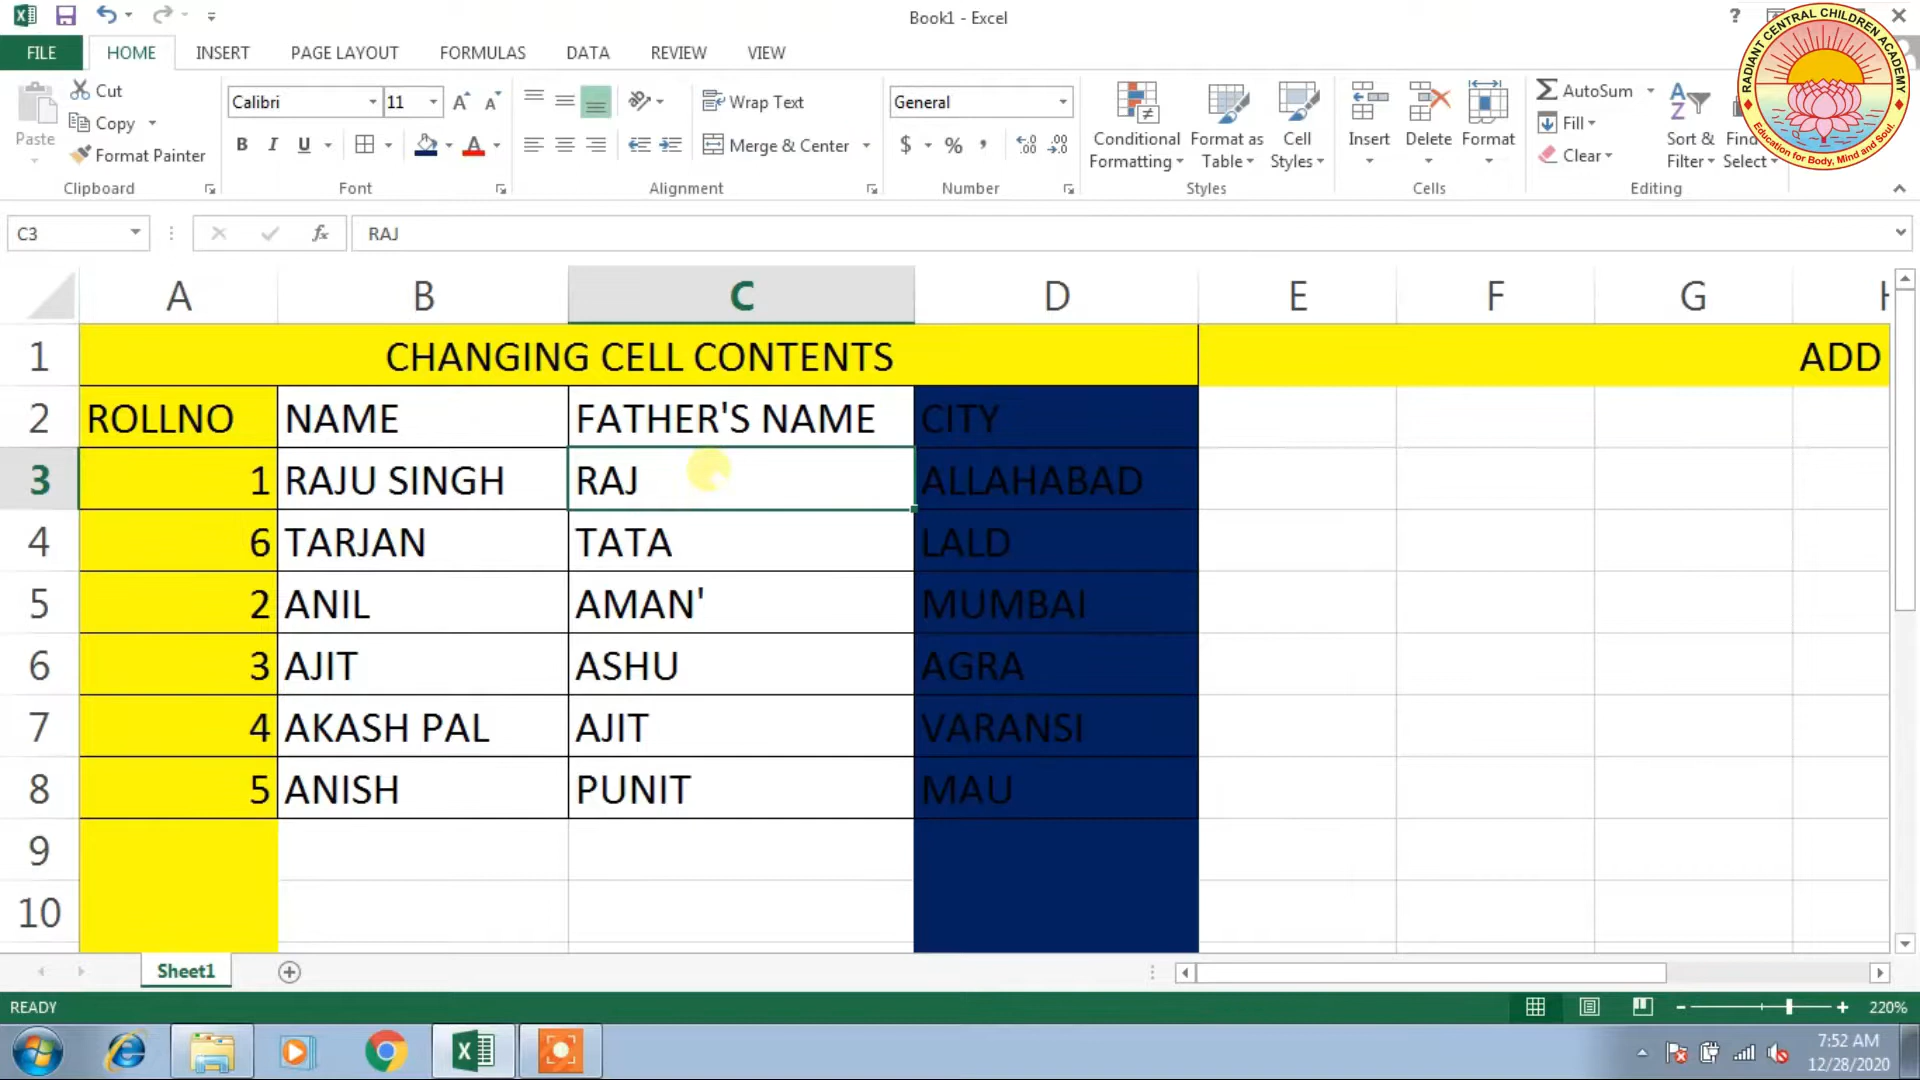 Book1 - Excel
FILE HOME INSERT PAGE LAYOUT FORMULAS DATA REVIEW VIEW
RADIANT CENTRAL CHILDREN ACADEMY
Education for Body, Mind and Soul.
Paste
Cut
Copy
Format Painter
Clipboard
Calibri 11
B I U
Font
Wrap Text
Merge & Center
Alignment
General
$ %
Number
Conditional Formatting
Format as Table
Cell Styles
Styles
Insert
Delete
Format
Cells
AutoSum
Fill
Clear
Sort & Filter
Select
Editing
C3 fx RAJ
A B C D E F G
1 CHANGING CELL CONTENTS ADD
2 ROLLNO NAME FATHER'S NAME CITY
3 1 RAJU SINGH RAJ ALLAHABAD
4 6 TARJAN TATA LALD
5 2 ANIL AMAN' MUMBAI
6 3 AJIT ASHU AGRA
7 4 AKASH PAL AJIT VARANSI
8 5 ANISH PUNIT MAU
9
10
Sheet1
READY 220%
7:52 AM
12/28/2020